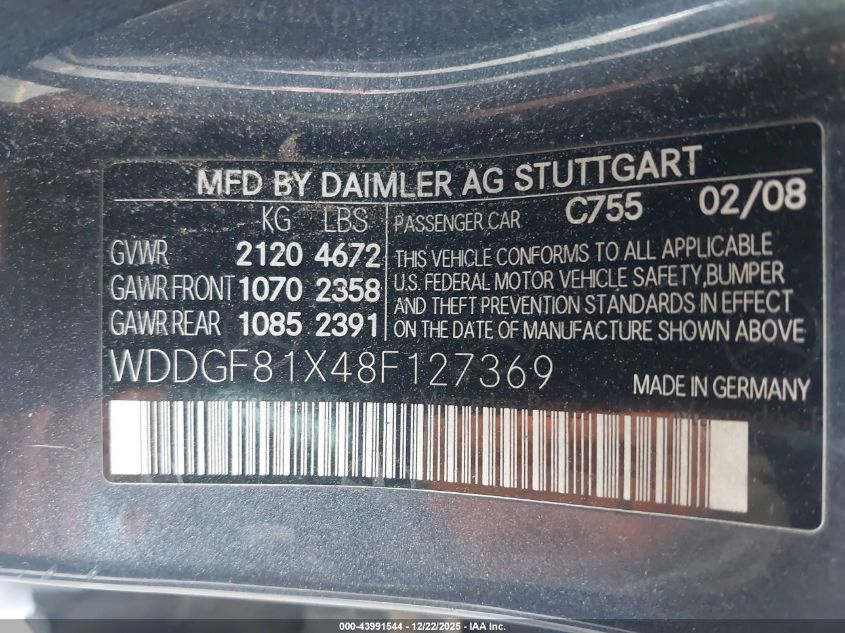 MFD BY DAIMLER AG STUTTGART
KG LBS
GVWR 2120 4672
GAWR FRONT 1070 2358
GAWR REAR 1085 2391
PASSENGER CAR C755 02/08
THIS VEHICLE CONFORMS TO ALL APPLICABLE
U.S. FEDERAL MOTOR VEHICLE SAFETY, BUMPER
AND THEFT PREVENTION STANDARDS IN EFFECT
ON THE DATE OF MANUFACTURE SHOWN ABOVE
WDDGF81X48F127369
MADE IN GERMANY
000-43991544 - 12/22/2025 - IAA Inc.